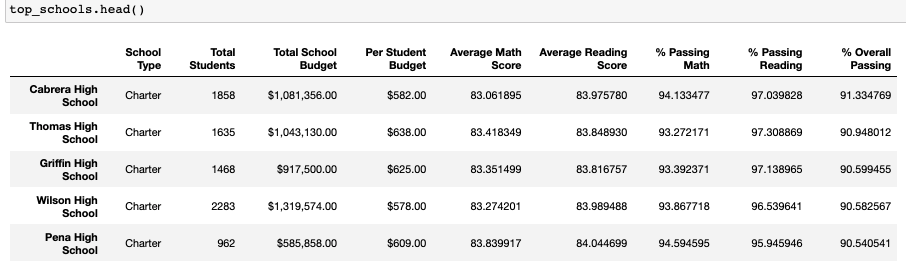 top_schools.head()
School Type Total Students Total School Budget Per Student Budget Average Math Score Average Reading Score % Passing Math % Passing Reading % Overall Passing
Cabrera High School Charter 1858 $1,081,356.00 $582.00 83.061895 83.975780 94.133477 97.039828 91.334769
Thomas High School Charter 1635 $1,043,130.00 $638.00 83.418349 83.848930 93.272171 97.308869 90.948012
Griffin High School Charter 1468 $917,500.00 $625.00 83.351499 83.816757 93.392371 97.138965 90.599455
Wilson High School Charter 2283 $1,319,574.00 $578.00 83.274201 83.989488 93.867718 96.539641 90.582567
Pena High School Charter 962 $585,858.00 $609.00 83.839917 84.044699 94.594595 95.945946 90.540541